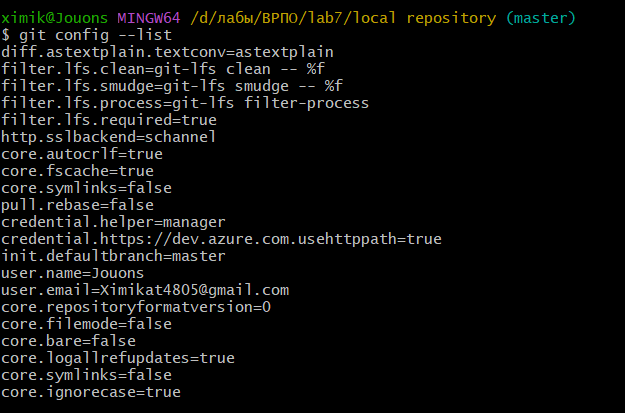 ximik@Jouons MINGW64 /d/лабы/ВРПО/lab7/local repository (master)
$ git config --list
diff.astextplain.textconv=astextplain
filter.lfs.clean=git-lfs clean -- %f
filter.lfs.smudge=git-lfs smudge -- %f
filter.lfs.process=git-lfs filter-process
filter.lfs.required=true
http.sslbackend=schannel
core.autocrlf=true
core.fscache=true
core.symlinks=false
pull.rebase=false
credential.helper=manager
credential.https://dev.azure.com.usehttppath=true
init.defaultbranch=master
user.name=Jouons
user.email=Ximikat4805@gmail.com
core.repositoryformatversion=0
core.filemode=false
core.bare=false
core.logallrefupdates=true
core.symlinks=false
core.ignorecase=true